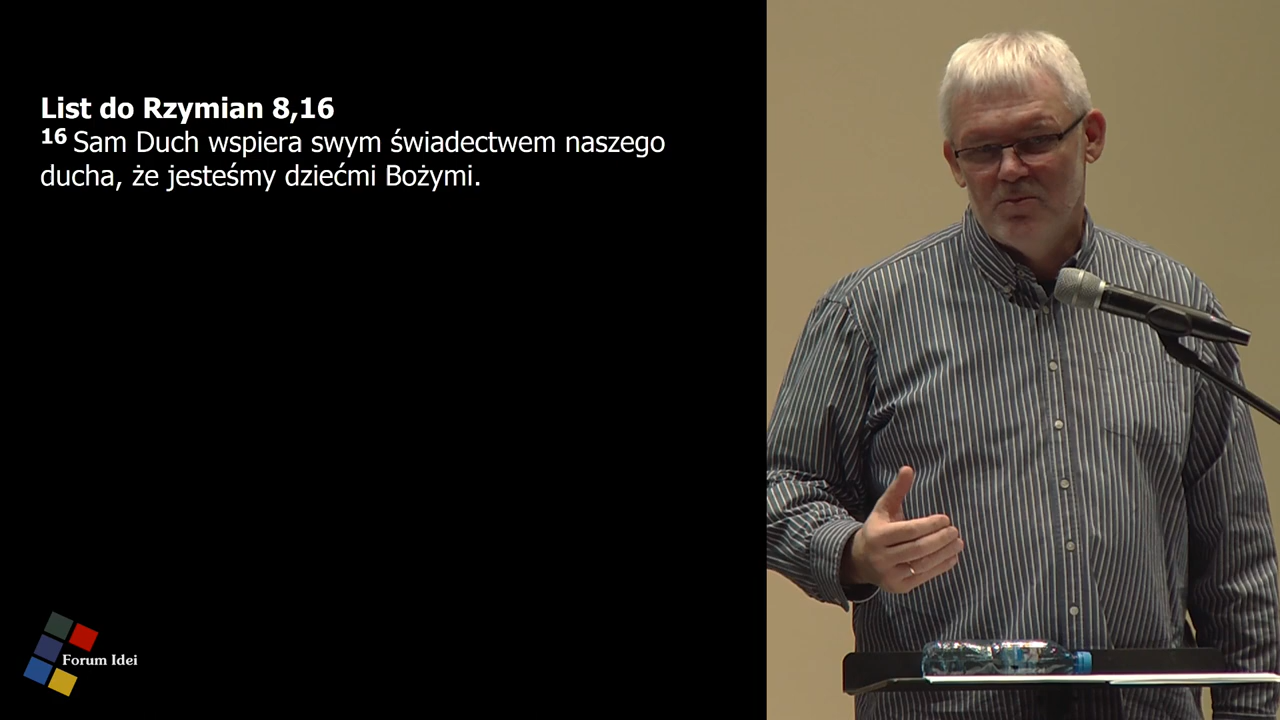 List do Rzymian 8,16
16 Sam Duch wspiera swym świadectwem naszego
ducha, że jesteśmy dziećmi Bożymi.
Forum Idei